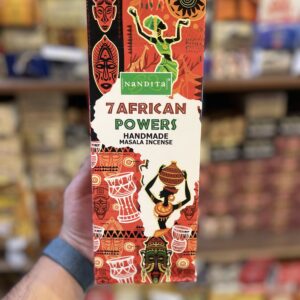 NANDITA
7 AFRICAN
POWERS
HANDMADE
MASALA INCENSE